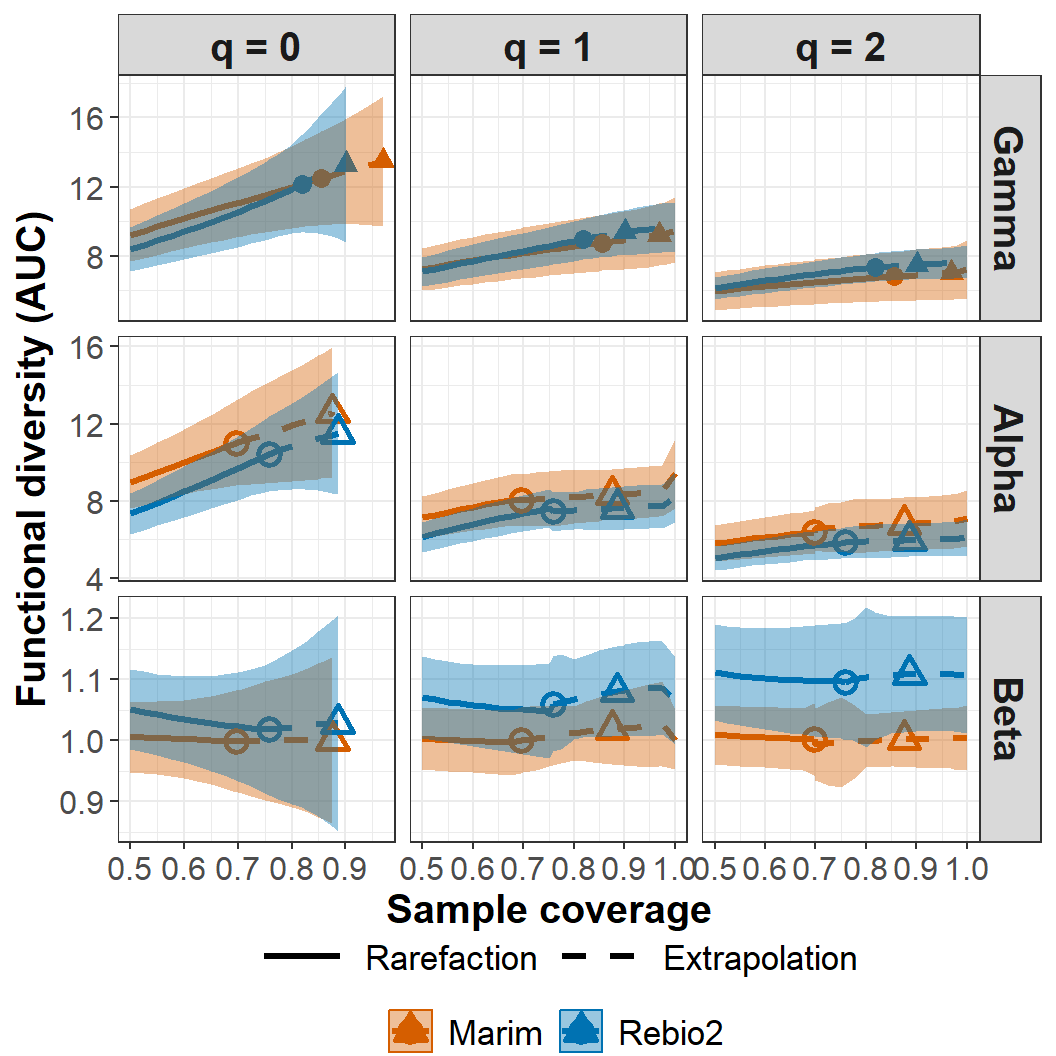 q = 0 q = 1 q = 2
Functional diversity (AUC)
16
12
8
Gamma
16
12
8
4
Alpha
1.2
1.1
1.0
0.9
Beta
0.5 0.6 0.7 0.8 0.9 0.5 0.6 0.7 0.8 0.9 1.0 0.5 0.6 0.7 0.8 0.9 1.0
Sample coverage
Rarefaction Extrapolation
Marim Rebio2